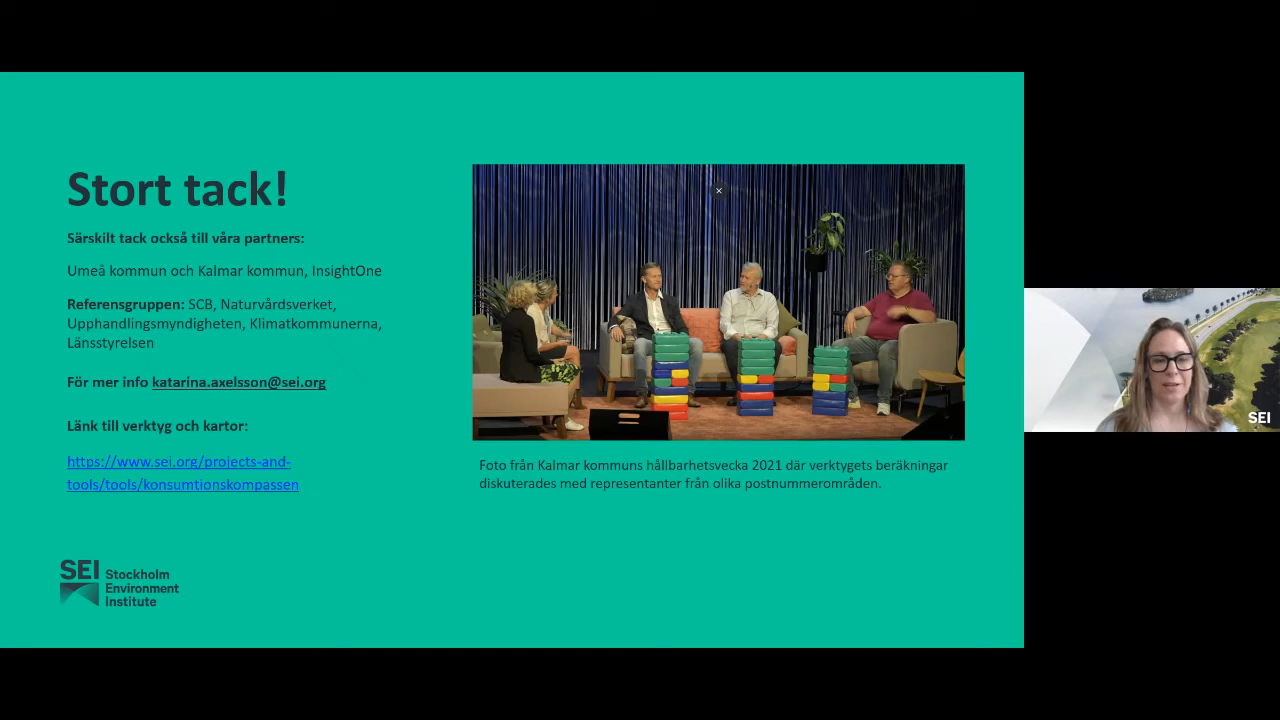 Stort tack!
Särskilt tack också till våra partners:
Umeå kommun och Kalmar kommun, InsightOne
Referensgruppen: SCB, Naturvårdsverket,
Upphandlingsmyndigheten, Klimatkommunerna,
Länsstyrelsen
För mer info katarina.axelsson@sei.org
Länk till verktyg och kartor:
https://www.sei.org/projects-and-
tools/tools/konsumtionskompassen
Foto från Kalmar kommuns hållbarhetsvecka 2021 där verktygets beräkningar
diskuterades med representanter från olika postnummerområden.
SEI
Stockholm
Environment
Institute
SEI